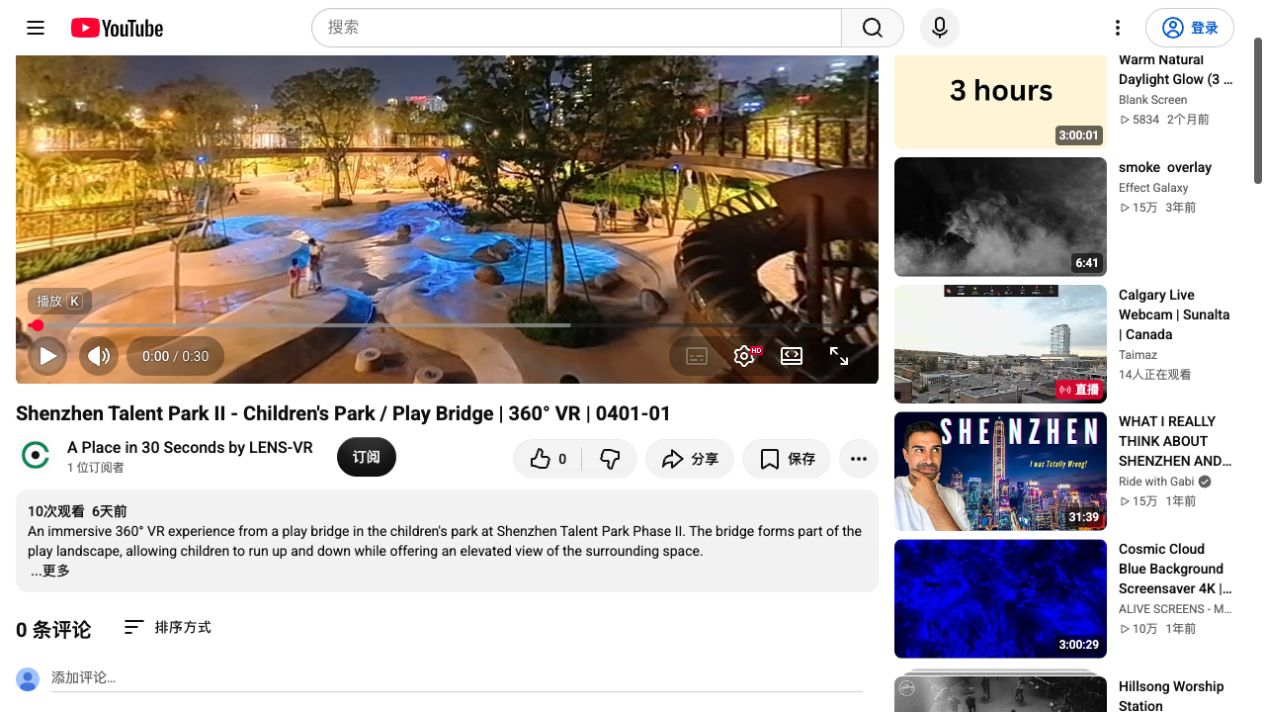 YouTube
搜索
登录
播放 K
0:00 / 0:30
HD
Shenzhen Talent Park II - Children's Park / Play Bridge | 360° VR | 0401-01
A Place in 30 Seconds by LENS-VR
1 位订阅者
订阅
0
分享
保存
10次观看 6天前
An immersive 360° VR experience from a play bridge in the children's park at Shenzhen Talent Park Phase II. The bridge forms part of the
play landscape, allowing children to run up and down while offering an elevated view of the surrounding space.
...更多
0 条评论
排序方式
添加评论...
3 hours
3:00:01
Warm Natural
Daylight Glow (3 ...
Blank Screen
5834 2个月前
6:41
smoke overlay
Effect Galaxy
15万 3年前
直播
Calgary Live
Webcam | Sunalta
| Canada
Taimaz
14人正在观看
SHENZHEN
I was Totally Wrong!
31:39
WHAT I REALLY
THINK ABOUT
SHENZHEN AND...
Ride with Gabi
15万 1年前
3:00:29
Cosmic Cloud
Blue Background
Screensaver 4K |...
ALIVE SCREENS - M...
10万 1年前
Hillsong Worship
Station